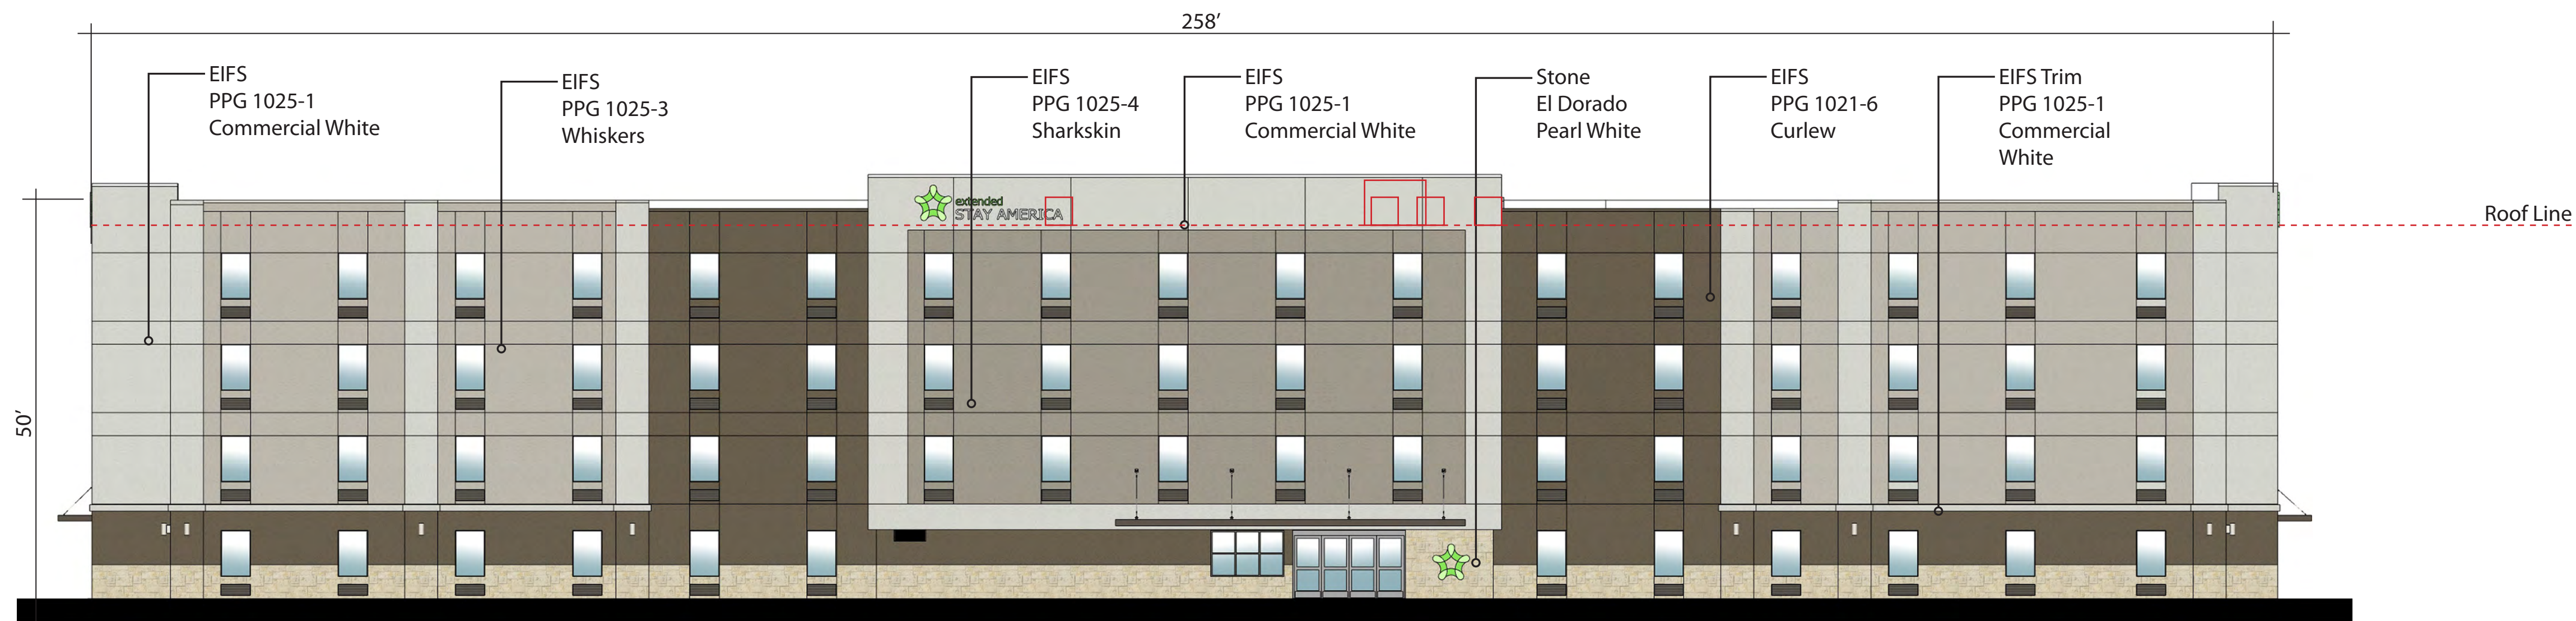 258’
EIFS
PPG 1025-1
Commercial White
EIFS
PPG 1025-3
Whiskers
EIFS
PPG 1025-4
Sharkskin
EIFS
PPG 1025-1
Commercial White
Stone
El Dorado
Pearl White
EIFS
PPG 1021-6
Curlew
EIFS Trim
PPG 1025-1
Commercial
White
extended
STAY AMERICA
Roof Line
50’